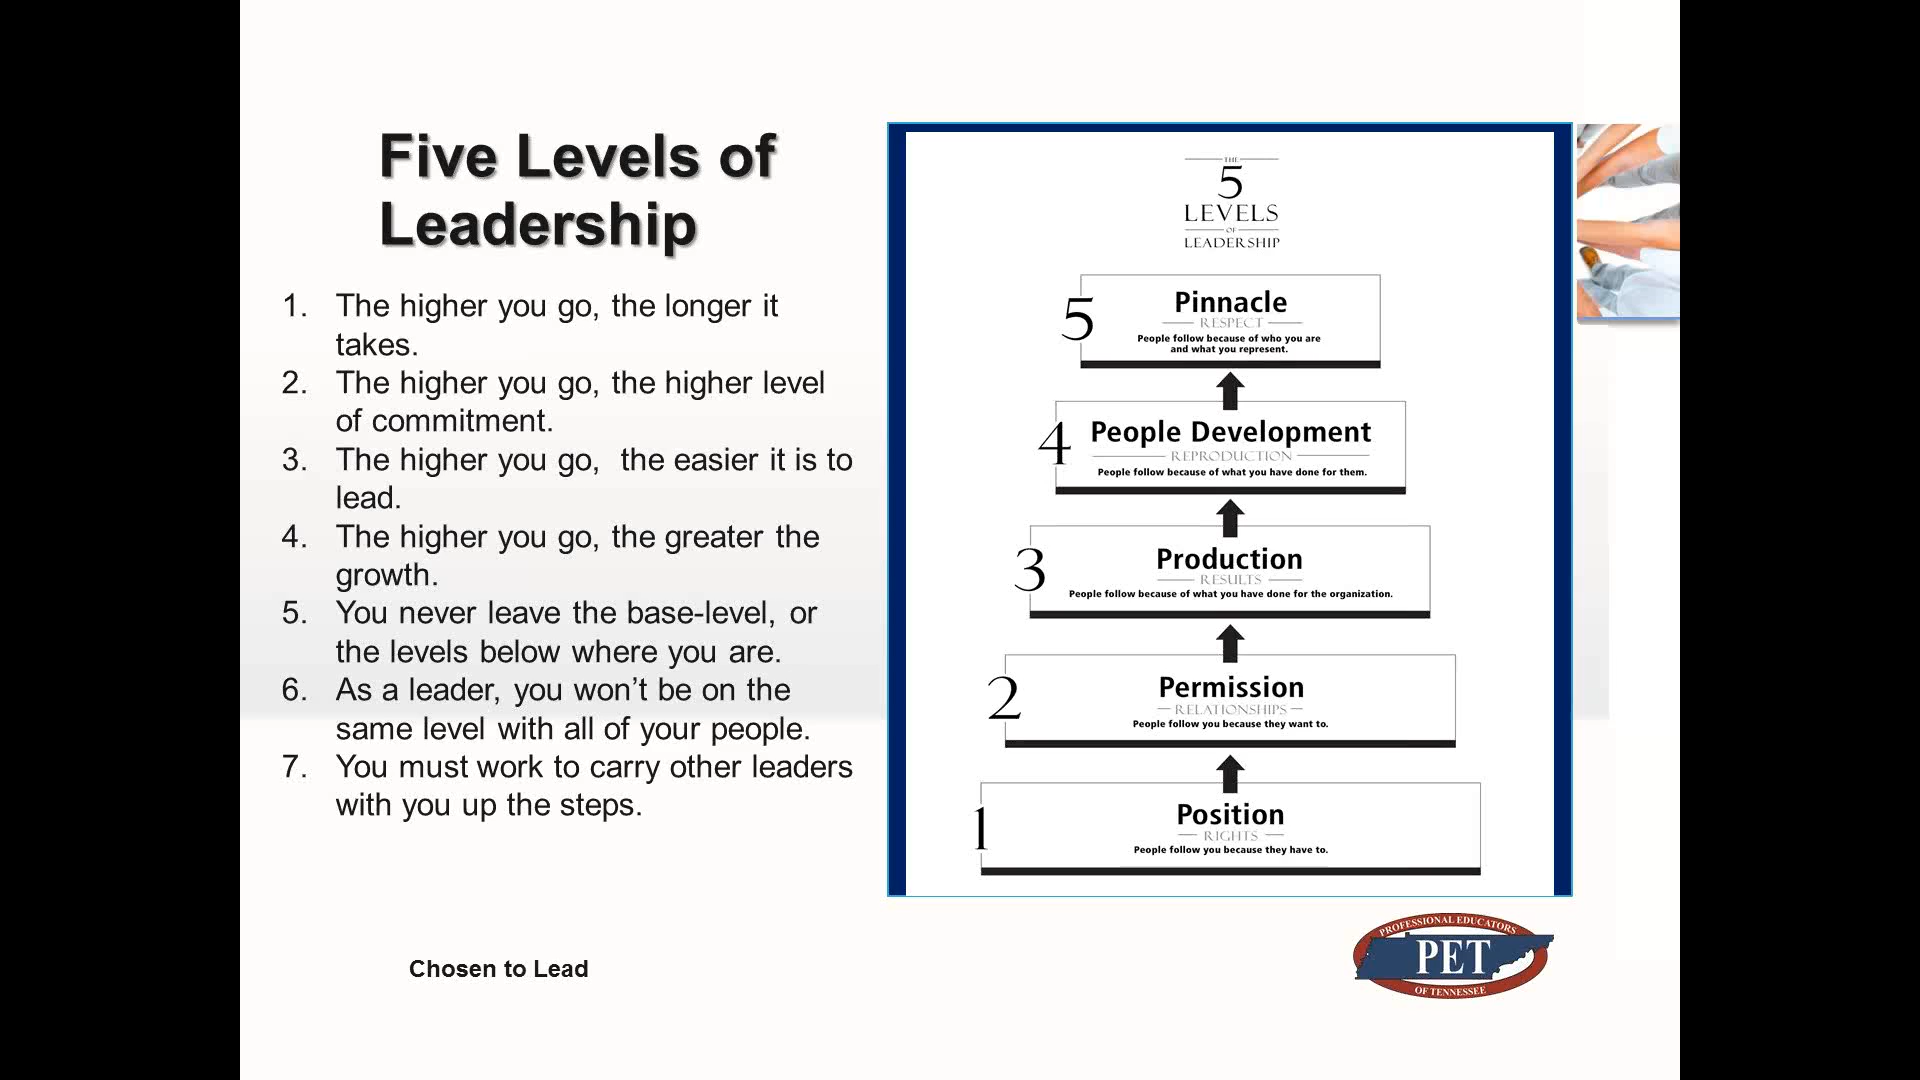 Five Levels of
Leadership
1. The higher you go, the longer it
takes.
2. The higher you go, the higher level
of commitment.
3. The higher you go,  the easier it is to
lead.
4. The higher you go, the greater the
growth.
5. You never leave the base-level, or
the levels below where you are.
6. As a leader, you won’t be on the
same level with all of your people.
7. You must work to carry other leaders
with you up the steps.
THE
5
LEVELS
OF
LEADERSHIP
5
Pinnacle
RESPECT
People follow because of who you are
and what you represent.
4
People Development
REPRODUCTION
People follow because of what you have done for them.
3
Production
RESULTS
People follow because of what you have done for the organization.
2
Permission
RELATIONSHIPS
People follow you because they want to.
1
Position
RIGHTS
People follow you because they have to.
Chosen to Lead
PROFESSIONAL EDUCATORS
PET
OF TENNESSEE